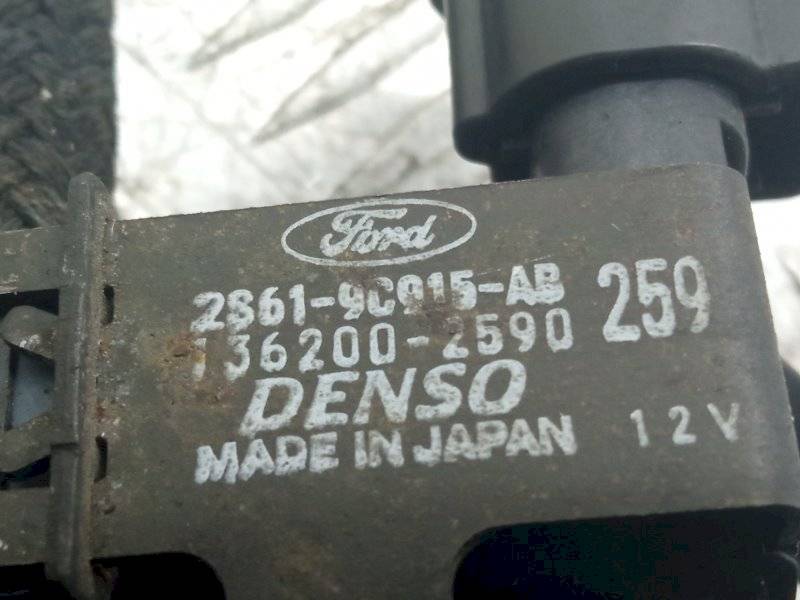 Ford
2S61-9C915-AB
136200-2590 259
DENSO
MADE IN JAPAN 12V